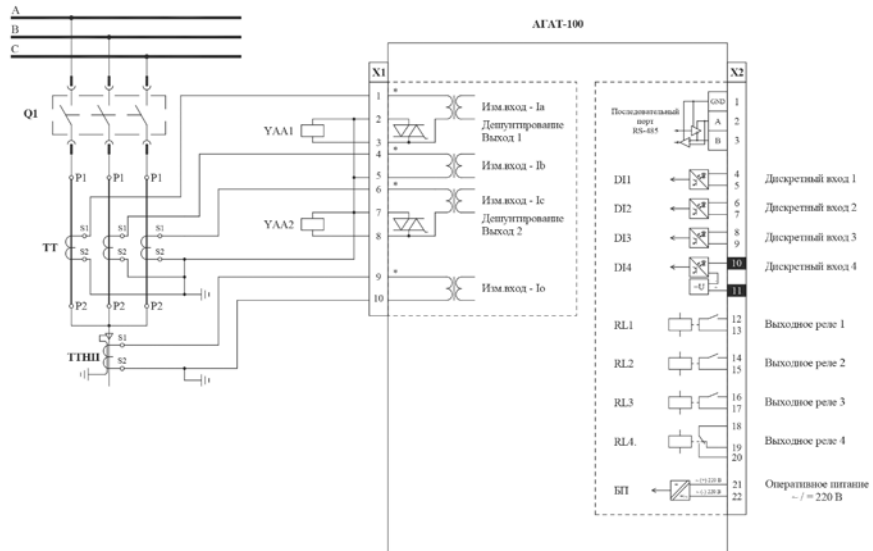 АГАТ-100
A
B
C
Q1
P1 P1 P1
ТТ
S1 S1 S1
S2 S2 S2
P2 P2 P2
ТТНП
S1
S2
YAA1
YAA2
X1
1 *
2
3
4 *
5
6 *
7
8
9 *
10
Изм.вход - Ia
Дешунтирование
Выход 1
Изм.вход - Ib
Изм.вход - Ic
Дешунтирование
Выход 2
Изм.вход - Io
X2
Последовательный
порт
RS-485
GND 1
A 2
B 3
DI1 4 Дискретный вход 1
5
DI2 6 Дискретный вход 2
7
DI3 8 Дискретный вход 3
9
DI4 10 Дискретный вход 4
~U 11
RL1 12 Выходное реле 1
13
RL2 14 Выходное реле 2
15
RL3 16 Выходное реле 3
17
18
RL4. 19 Выходное реле 4
20
БП ~ (+) 220 В 21 Оперативное питание
~ (-) 220 В 22 ~ / = 220 В